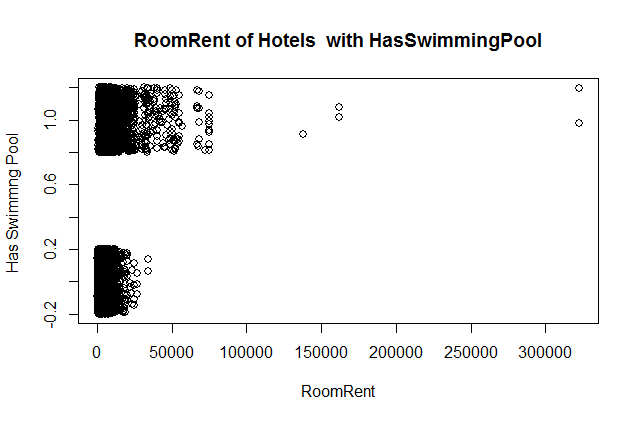 RoomRent of Hotels  with HasSwimmingPool
Has Swimmng Pool
1.0
0.6
0.2
-0.2
0 50000 100000 150000 200000 250000 300000
RoomRent